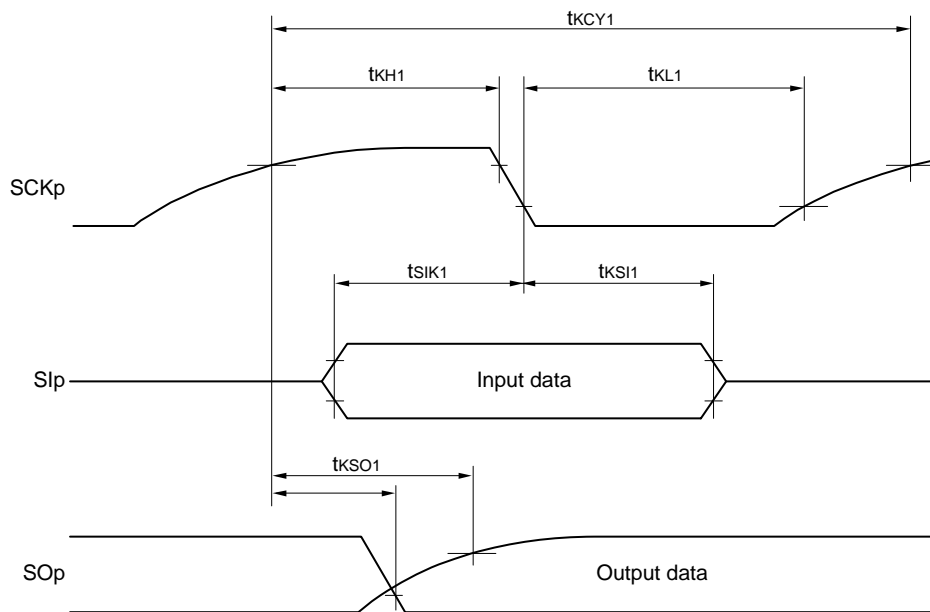 tKCY1
tKH1
tKL1
SCKp
tSIK1
tKSI1
SIp
Input data
tKSO1
SOp
Output data